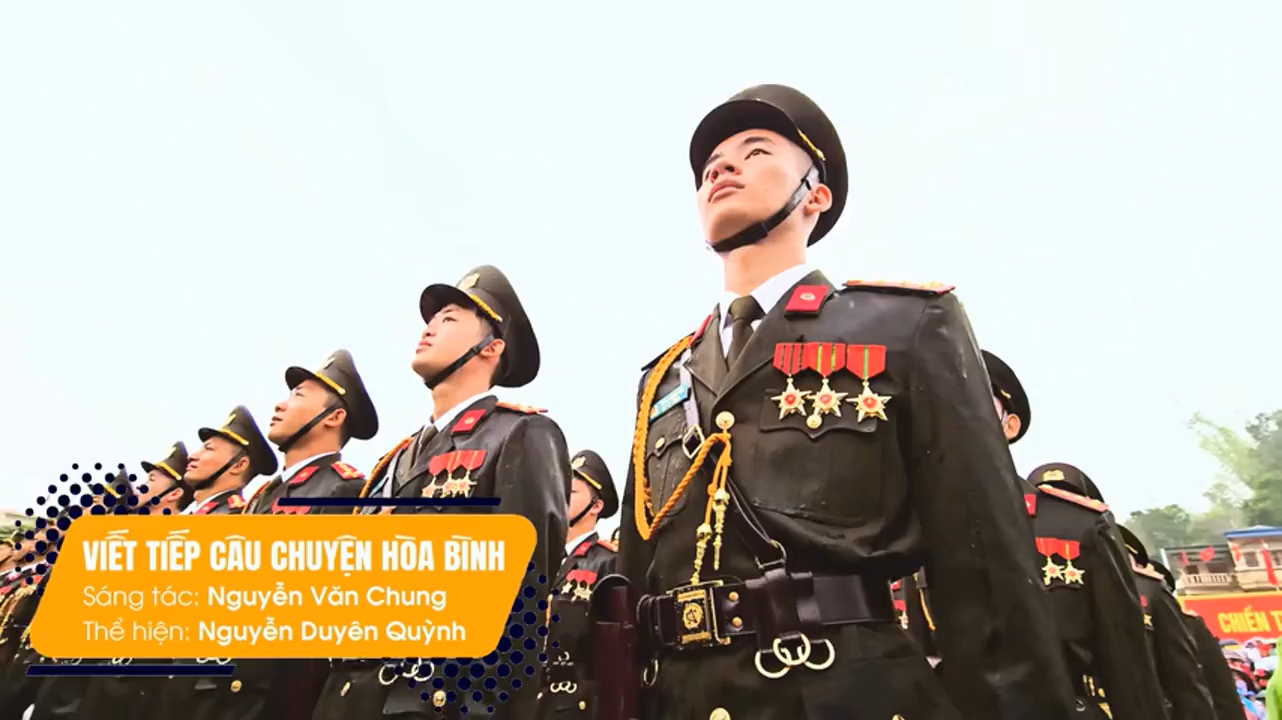 VIẾT TIẾP CÂU CHUYỆN HÒA BÌNH
Sáng tác: Nguyễn Văn Chung
Thể hiện: Nguyễn Duyên Quỳnh
CHIẾN